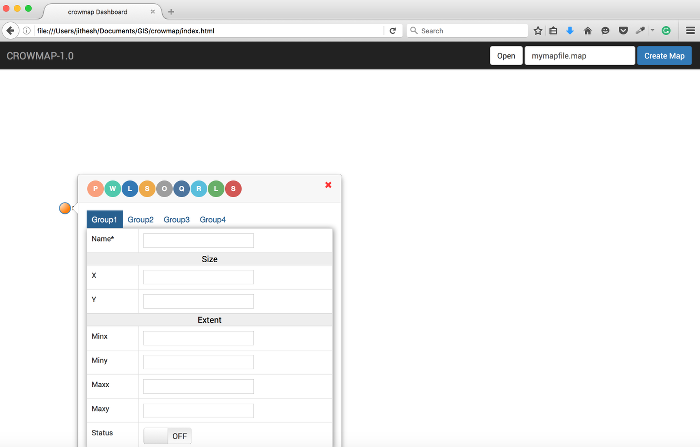 crowmap Dashboard
file:///Users/jithesh/Documents/GIS/crowmap/index.html
Search
CROWMAP-1.0
Open
mymapfile.map
Create Map
P W L S O Q R L S
Group1 Group2 Group3 Group4
Name*
Size
X
Y
Extent
Minx
Miny
Maxx
Maxy
Status
OFF